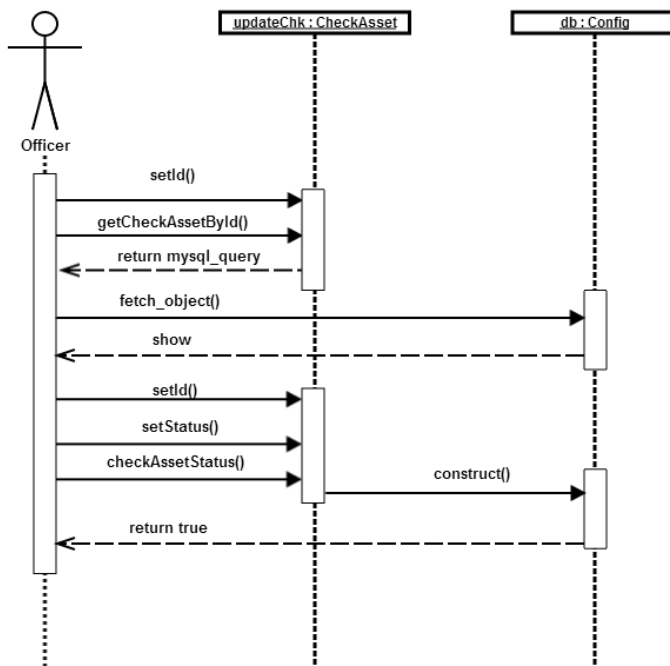 updateChk : CheckAsset
db : Config
Officer
setId()
getCheckAssetById()
return mysql_query
fetch_object()
show
setId()
setStatus()
checkAssetStatus()
construct()
return true